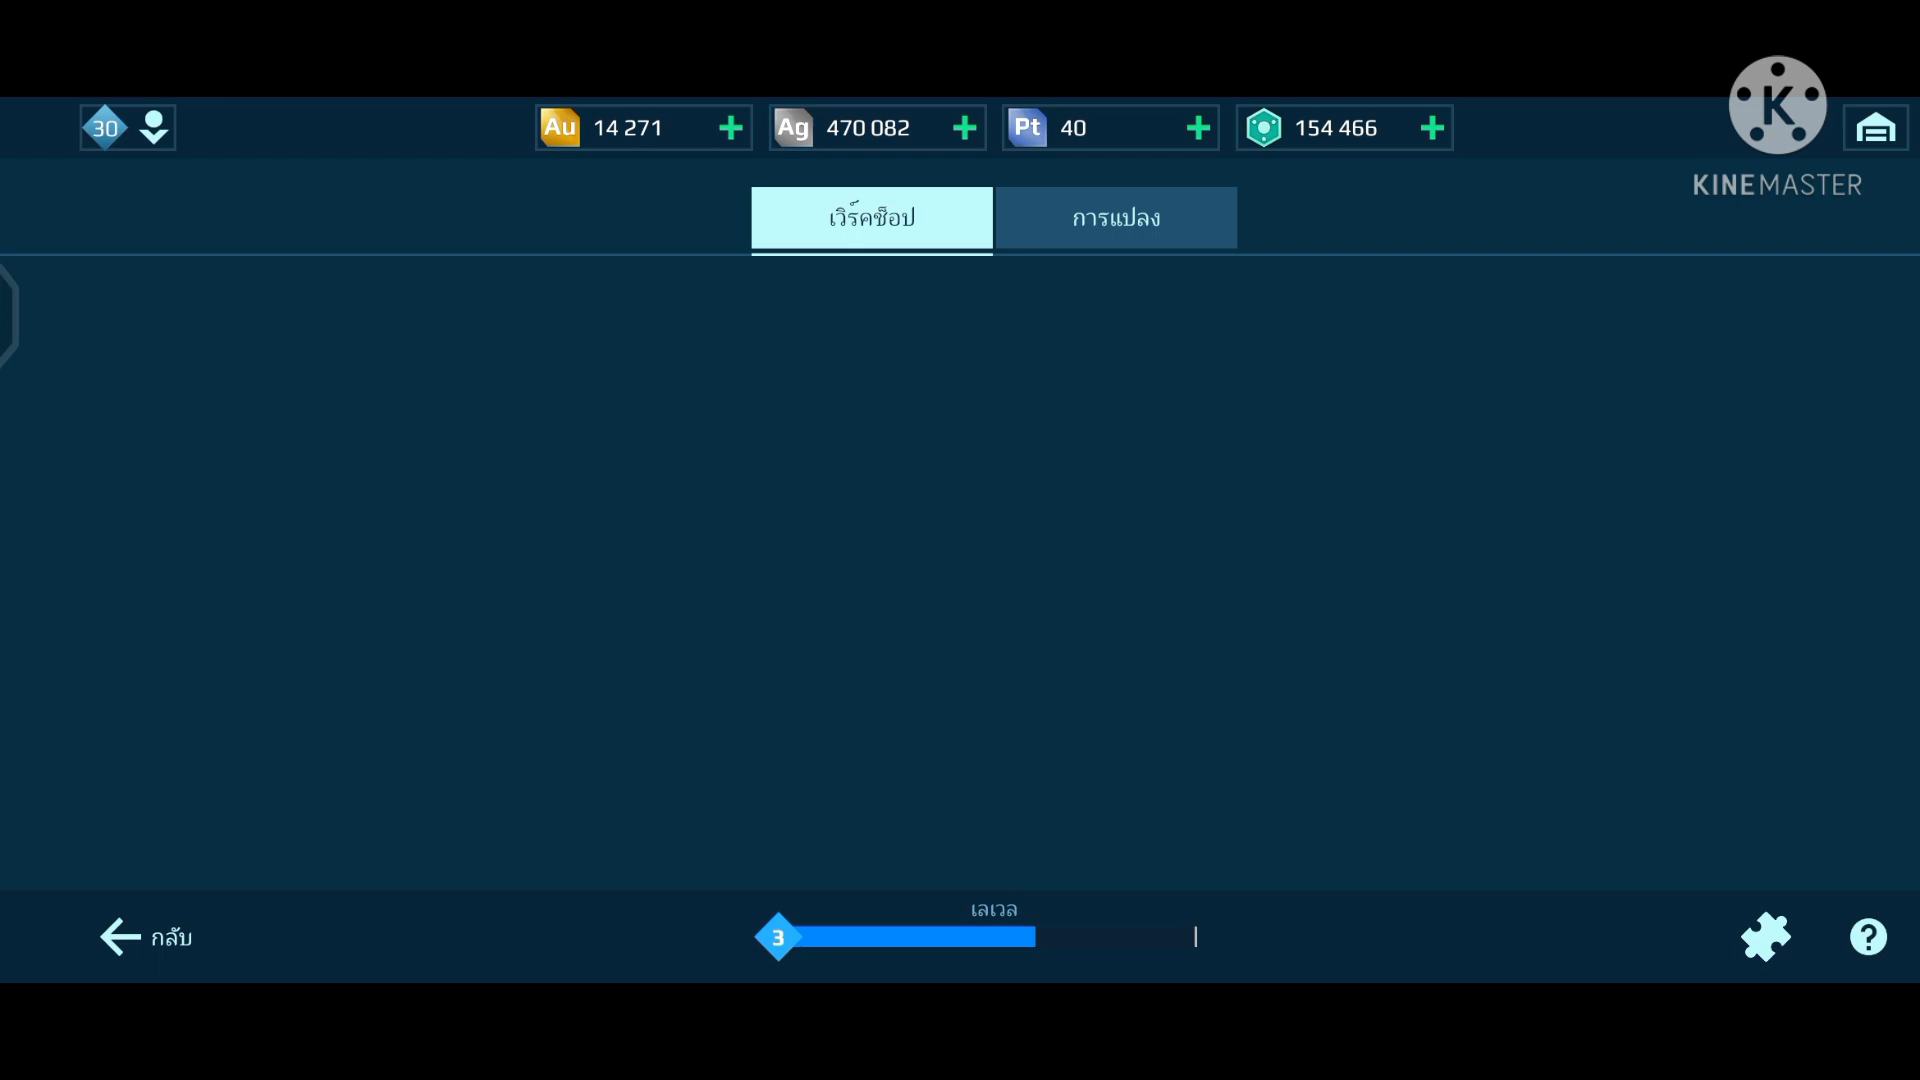 30
Au 14 271
Ag 470 082
Pt 40
154 466
K
KINEMASTER
เวิร์คช็อป
การแปลง
เลเวล
กลับ
3
?